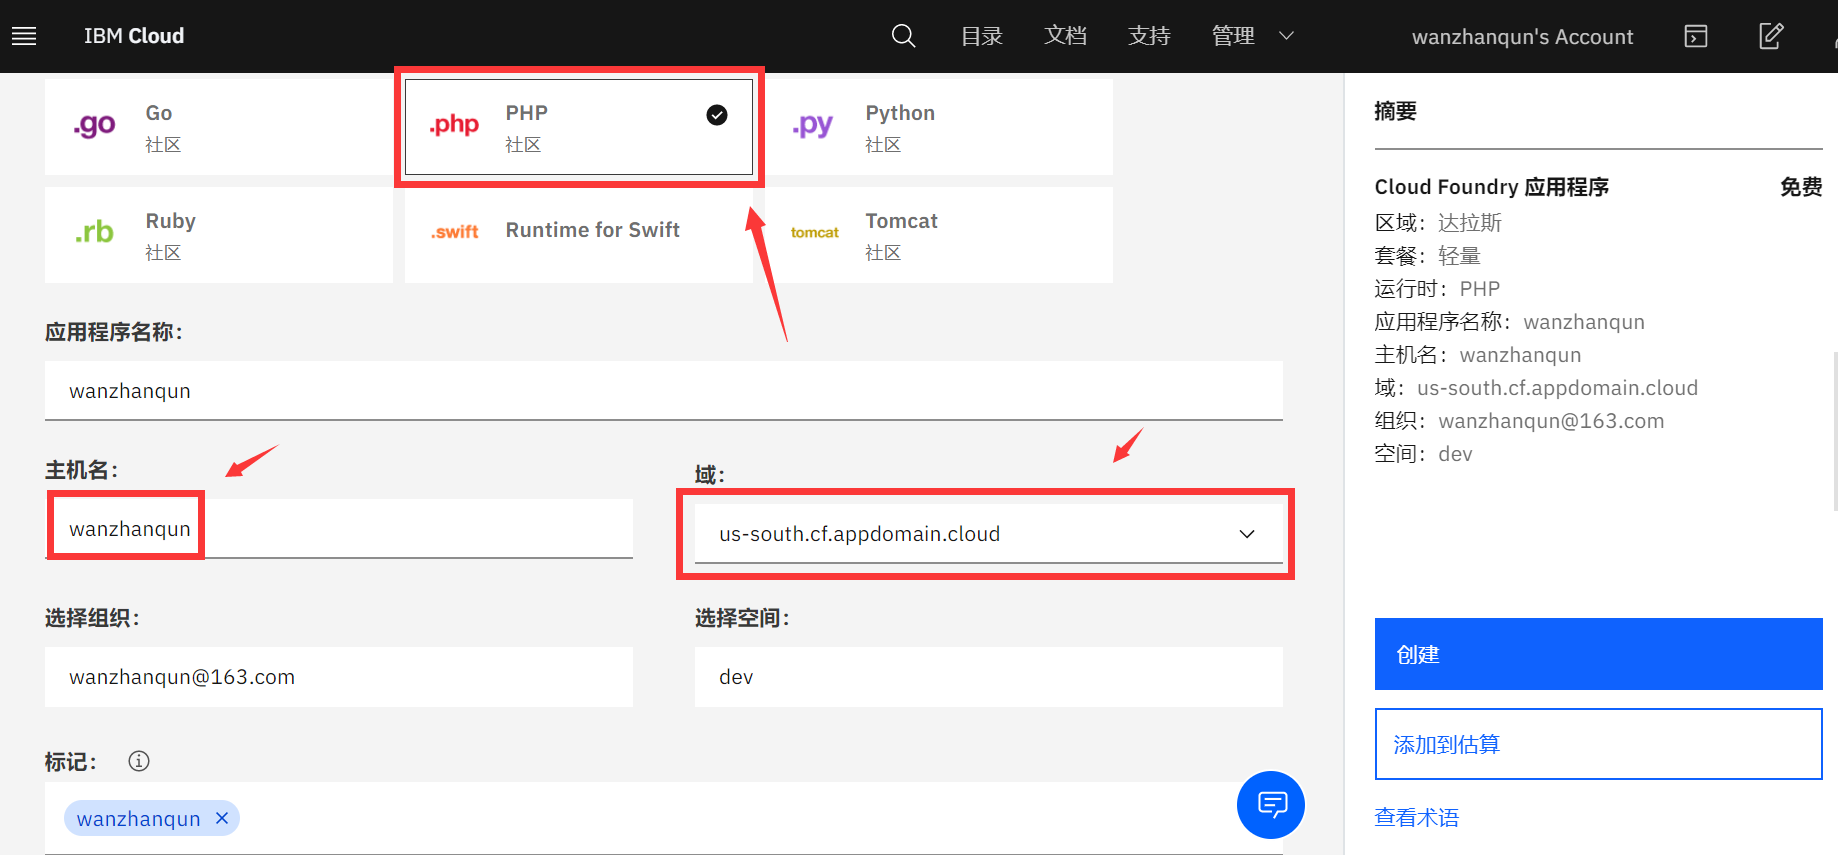 IBM Cloud
目录
文档
支持
管理
wanzhanqun's Account
.go
Go
社区
.php
PHP
社区
.py
Python
社区
.rb
Ruby
社区
.swift
Runtime for Swift
tomcat
Tomcat
社区
应用程序名称：
wanzhanqun
主机名：
wanzhanqun
域：
us-south.cf.appdomain.cloud
选择组织：
wanzhanqun@163.com
选择空间：
dev
标记：
wanzhanqun
摘要
Cloud Foundry 应用程序 免费
区域： 达拉斯
套餐： 轻量
运行时： PHP
应用程序名称： wanzhanqun
主机名： wanzhanqun
域： us-south.cf.appdomain.cloud
组织： wanzhanqun@163.com
空间： dev
创建
添加到估算
查看术语